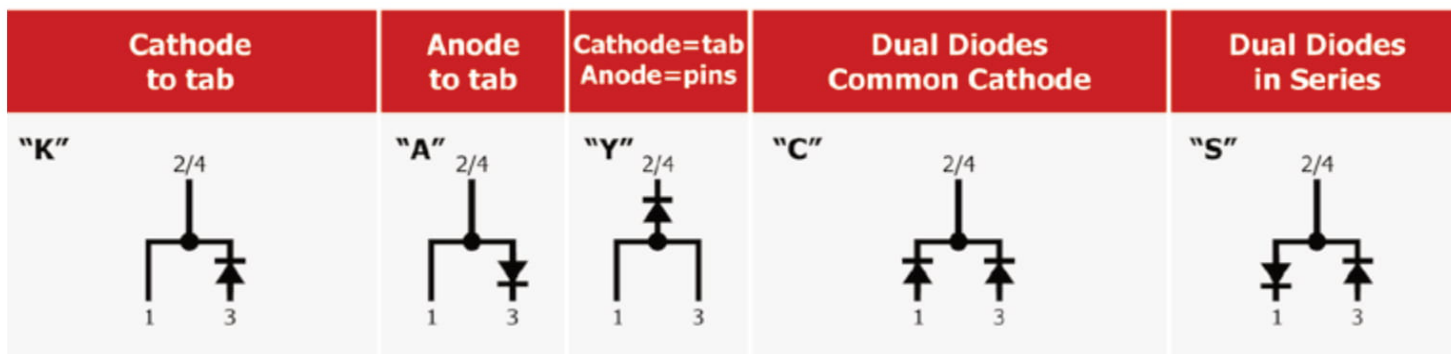 Cathode
to tab
Anode
to tab
Cathode=tab
Anode=pins
Dual Diodes
Common Cathode
Dual Diodes
in Series
“K”
2/4
1 3
“A”
2/4
1 3
“Y”
2/4
1 3
“C”
2/4
1 3
“S”
2/4
1 3